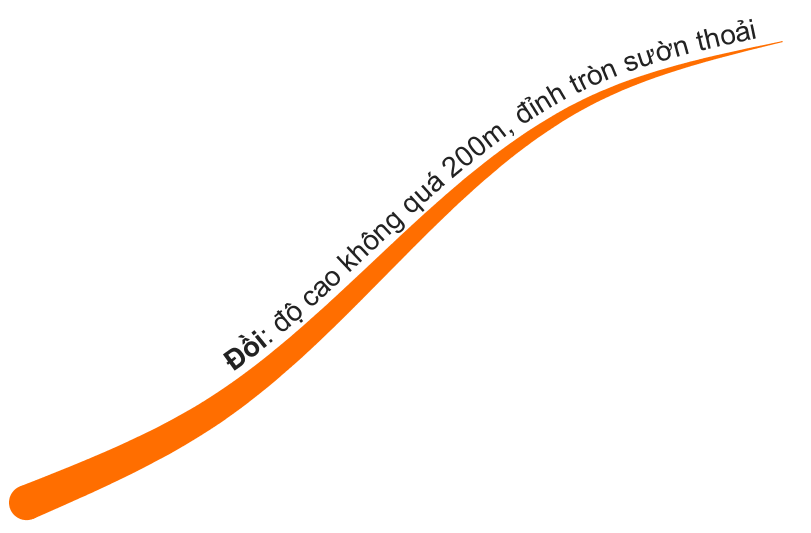 Đồi: độ cao không quá 200m, đỉnh tròn sườn thoải